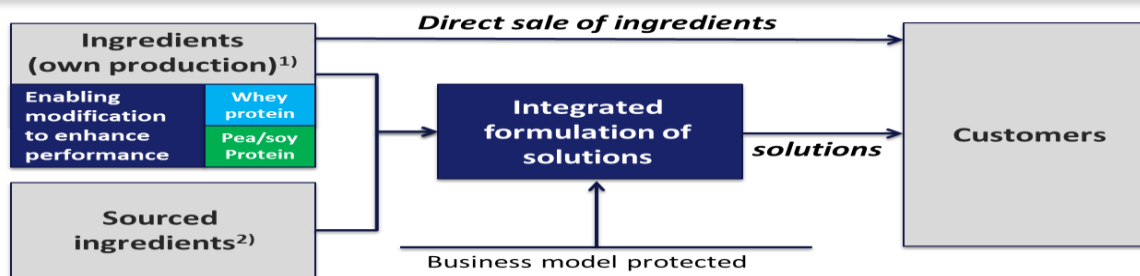 Direct sale of ingredients
Ingredients
(own production)1)
Enabling
modification
to enhance
performance
Whey
protein
Pea/soy
Protein
Integrated
formulation of
solutions
solutions
Customers
Sourced
ingredients2)
Business model protected